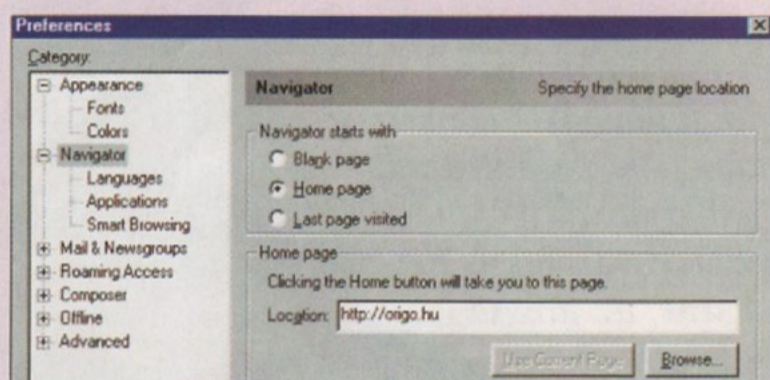 Preferences
Category:
Appearance
Fonts
Colors
Navigator
Languages
Applications
Smart Browsing
Mail & Newsgroups
Roaming Access
Composer
Offline
Advanced
Navigator Specify the home page location
Navigator starts with
Blank page
Home page
Last page visited
Home page
Clicking the Home button will take you to this page.
Location: http://origo.hu
Use Current Page Browse...